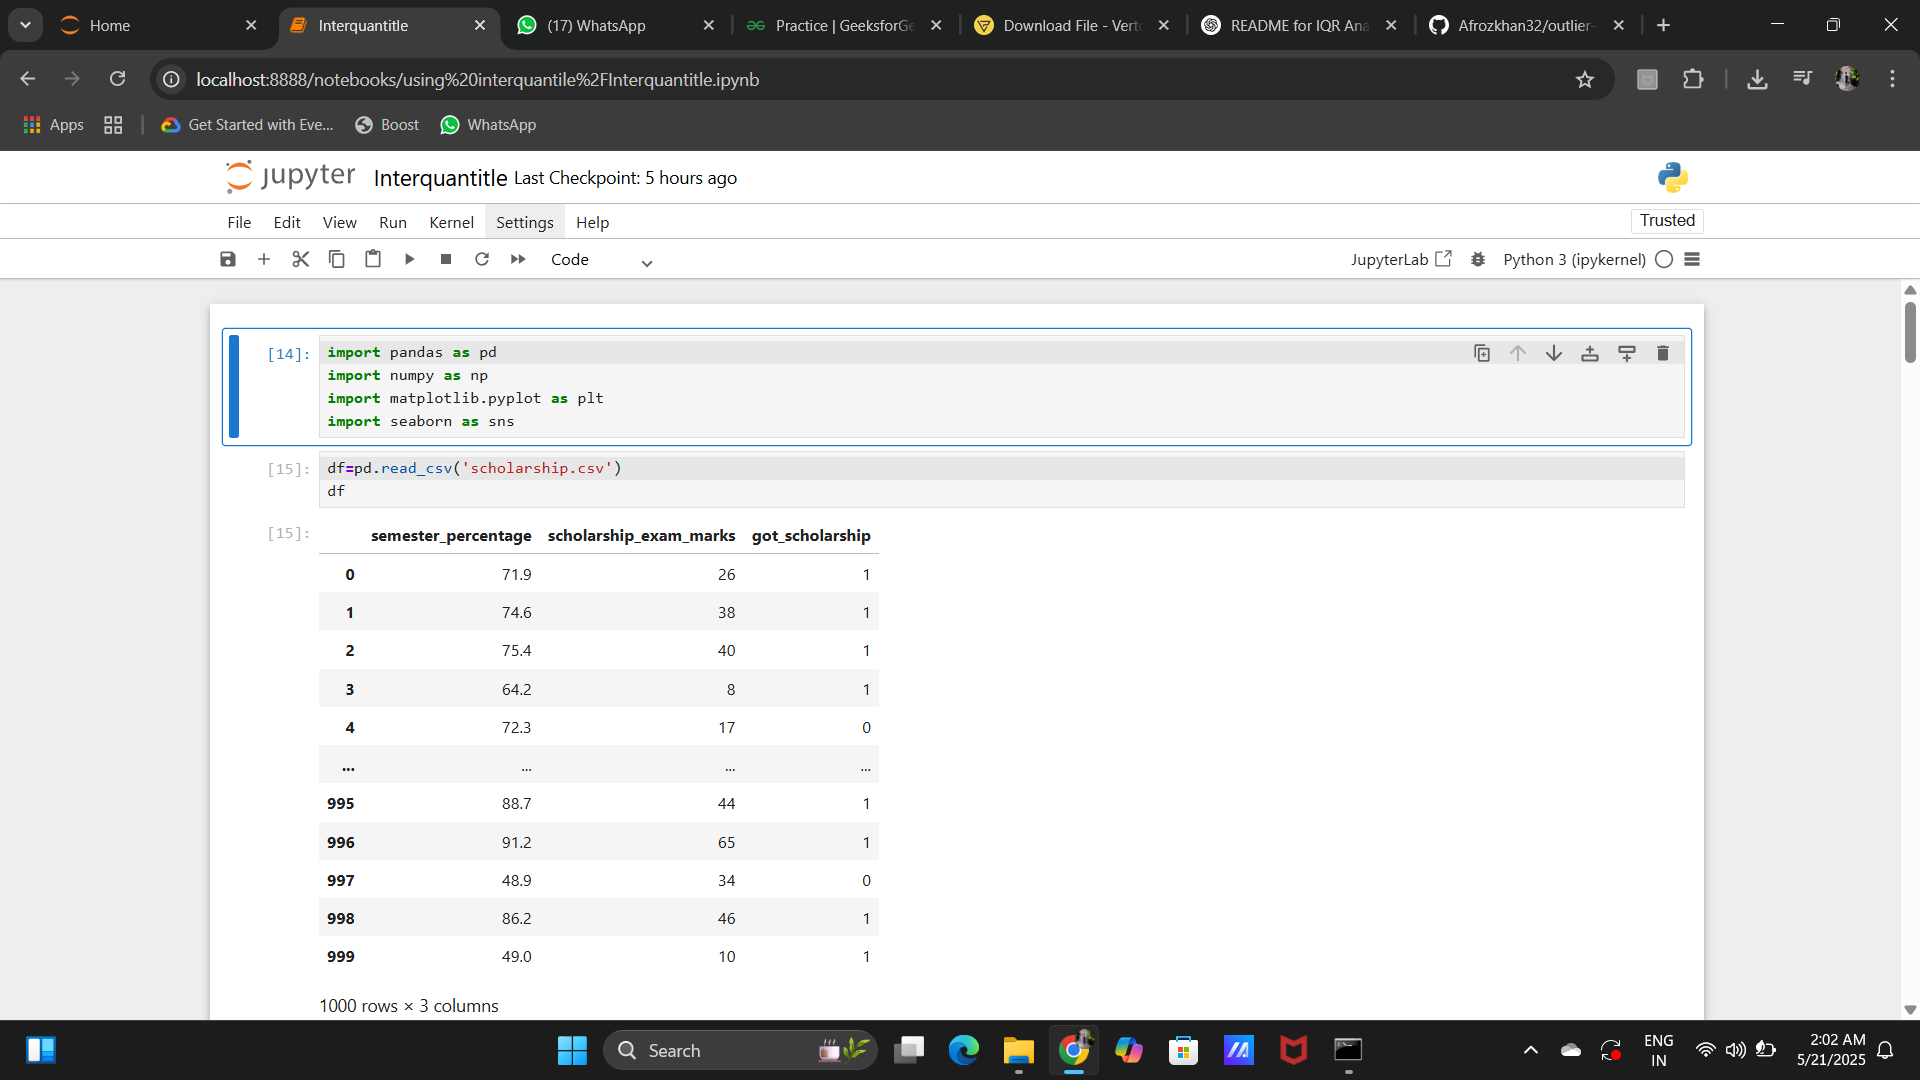 Home
Interquantitle
(17) WhatsApp
Practice | GeeksforGe
Download File - Verto
README for IQR Ana
Afrozkhan32/outlier-
localhost:8888/notebooks/using%20interquantile%2FInterquantitle.ipynb
Apps
Get Started with Eve...
Boost
WhatsApp
jupyter Interquantitle Last Checkpoint: 5 hours ago
File Edit View Run Kernel Settings Help
Trusted
Code
JupyterLab
Python 3 (ipykernel)
[14]: import pandas as pd
import numpy as np
import matplotlib.pyplot as plt
import seaborn as sns
[15]: df=pd.read_csv('scholarship.csv')
df
[15]: semester_percentage scholarship_exam_marks got_scholarship
0 71.9 26 1
1 74.6 38 1
2 75.4 40 1
3 64.2 8 1
4 72.3 17 0
... ... ... ...
995 88.7 44 1
996 91.2 65 1
997 48.9 34 0
998 86.2 46 1
999 49.0 10 1
1000 rows × 3 columns
Search
ENG
IN
2:02 AM
5/21/2025